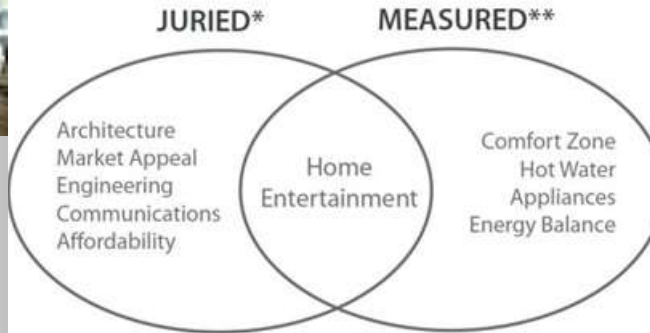 JURIED*
MEASURED**
Architecture
Market Appeal
Engineering
Communications
Affordability
Home
Entertainment
Comfort Zone
Hot Water
Appliances
Energy Balance